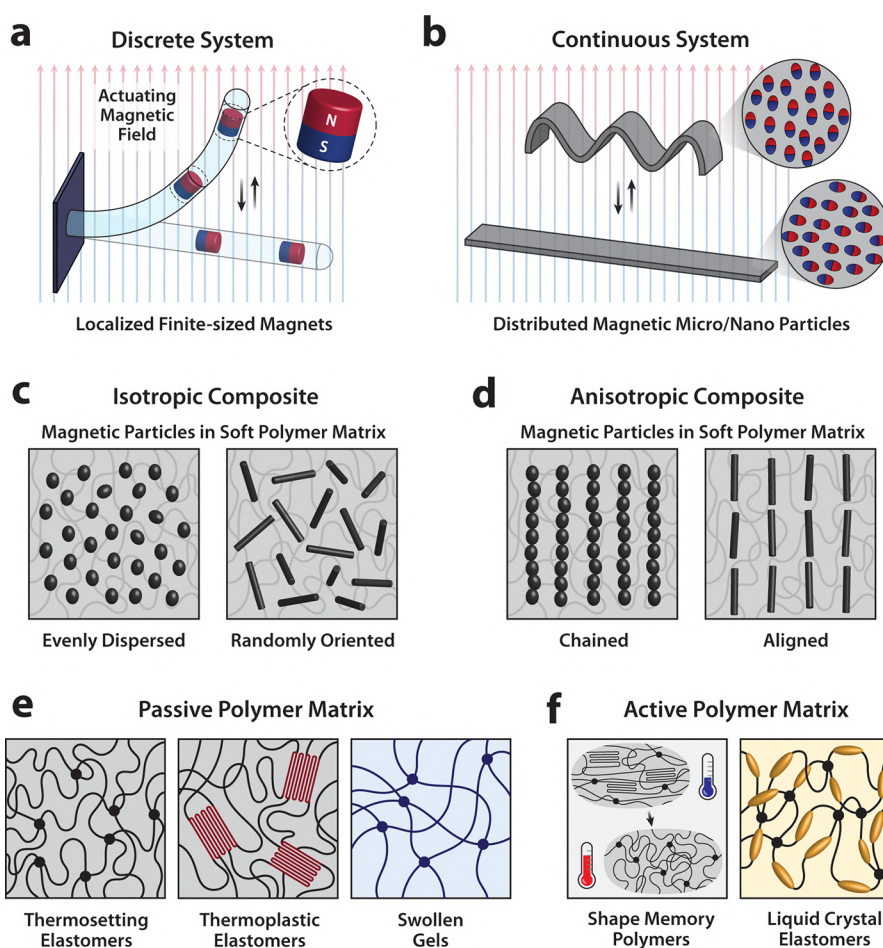 a
Discrete System
Actuating
Magnetic
Field
N
S
Localized Finite-sized Magnets
b
Continuous System
Distributed Magnetic Micro/Nano Particles
c
Isotropic Composite
Magnetic Particles in Soft Polymer Matrix
Evenly Dispersed
Randomly Oriented
d
Anisotropic Composite
Magnetic Particles in Soft Polymer Matrix
Chained
Aligned
e
Passive Polymer Matrix
Thermosetting
Elastomers
Thermoplastic
Elastomers
Swollen
Gels
f
Active Polymer Matrix
Shape Memory
Polymers
Liquid Crystal
Elastomers